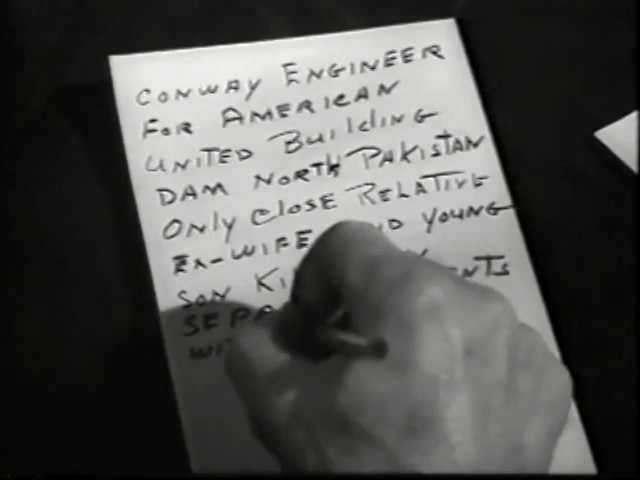 CONWAY ENGINEER
FOR AMERICAN
UNITED BUILDING
DAM NORTH PAKISTAN
ONLY CLOSE RELATIVE
EX-WIFE YOUNG
SON